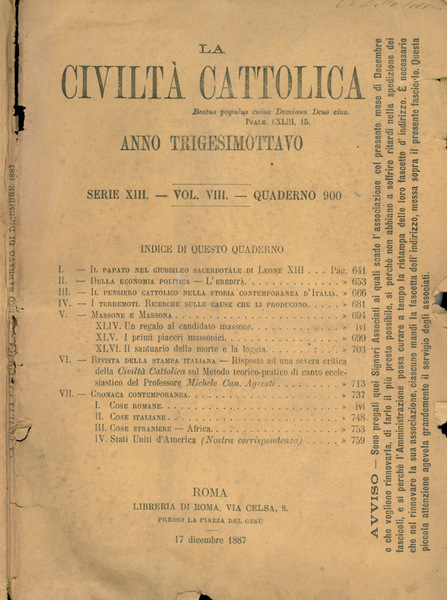 LA
CIVILTÀ CATTOLICA
Beatus populus cuius Dominus Deus eius.
PSALM. CXLIII, 15.
ANNO TRIGESIMOTTAVO
SERIE XIII. — VOL. VIII. — QUADERNO 900
INDICE DI QUESTO QUADERNO
I. — IL PAPATO NEL GIUBBILEO SACERDOTALE DI LEONE XIII . . . Pag. 641
II. — DELLA ECONOMIA POLITICA — L'EREDITÀ. . . . . . . . . » 653
III. — IL PENSIERO CATTOLICO NELLA STORIA CONTEMPORANEA D'ITALIA. » 666
IV. — I TERREMOTI. RICERCHE SULLE CAUSE CHE LI PRODUCONO. . . . » 681
V. — MASSONE E MASSONA . . . . . . . . . . . . . . » 694
XLIV. Un regalo al candidato massone. . . . . . . . » ivi
XLV. I primi piaceri massonici. . . . . . . . . . » 699
XLVI. Il santuario della morte e la loggia. . . . . . . » 703
VI. — RIVISTA DELLA STAMPA ITALIANA — Risposta ad una severa critica
della Civiltà Cattolica sul Metodo teorico-pratico di canto eccle-
siastico del Professore Michele Can. Agresti . . . . . . » 713
VII. — CRONACA CONTEMPORANEA. . . . . . . . . . . . . » 737
I. COSE ROMANE. . . . . . . . . . . . . . . » ivi
II. COSE ITALIANE . . . . . . . . . . . . . . » 748
III. COSE STRANIERE — Africa. . . . . . . . . . . » 753
IV. Stati Uniti d'America (Nostra corrispondenza) . . . . . » 759
ROMA
LIBRERIA DI ROMA, VIA CELSA, 8.
PRESSO LA PIAZZA DEL GESÙ
17 dicembre 1887
AVVISO — Sono pregati quei Signori Associati ai quali scade l'associazione col presente mese di Decembre
e che vogliono rinnovarla, di farlo il più presto possibile, sì perchè non abbiano a soffrire ritardi nella spedizione dei
fascicoli, e sì perchè l'Amministrazione possa curare a tempo la ristampa delle loro fascette d'indirizzo. È necessario
che nel rinnovare la sua associazione, ciascuno mandi la fascetta dell'indirizzo, messa sopra il presente fascicolo. Questa
piccola attenzione agevola grandemente il servigio degli associati.
LA CIVILTÀ CATTOLICA
SABBATO DI DICEMBRE 1887